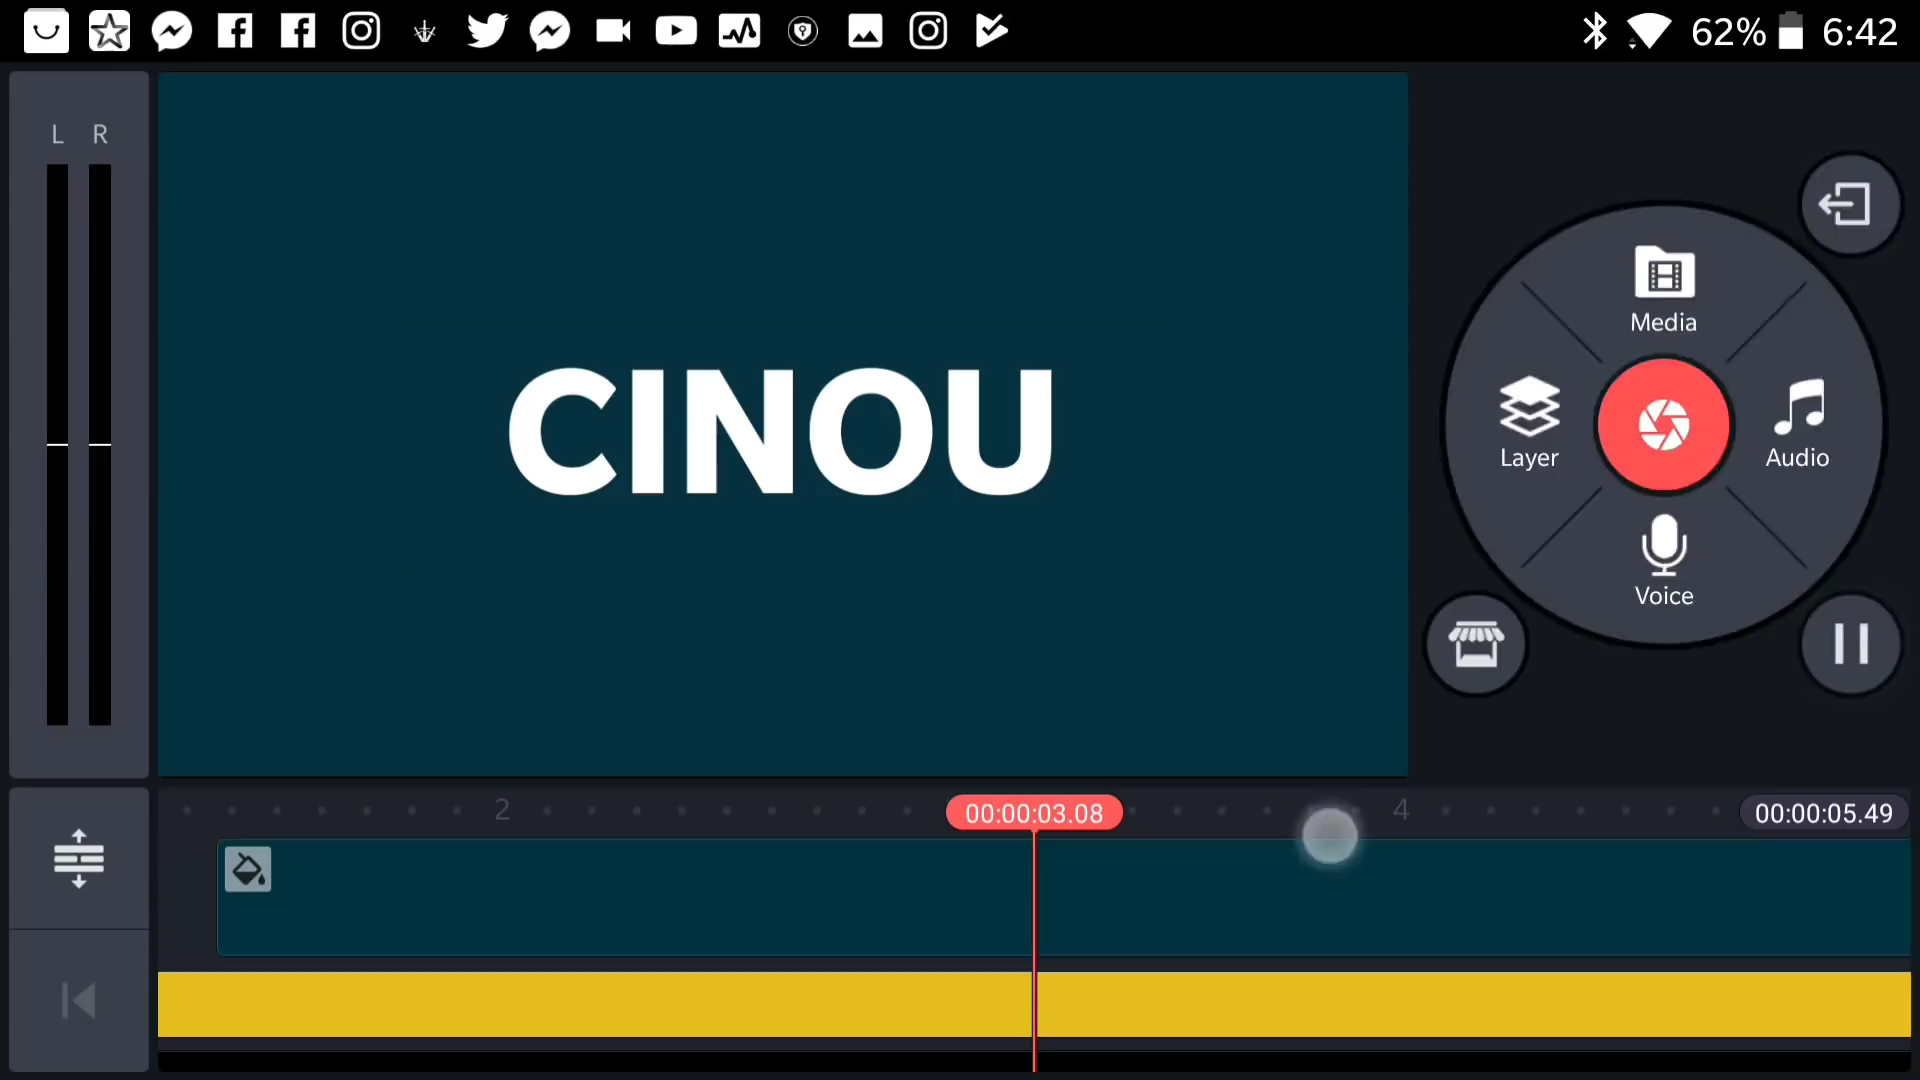 62% 6:42
L R
CINOU
Media
Layer
Audio
Voice
2
00:00:03.08
4
00:00:05.49